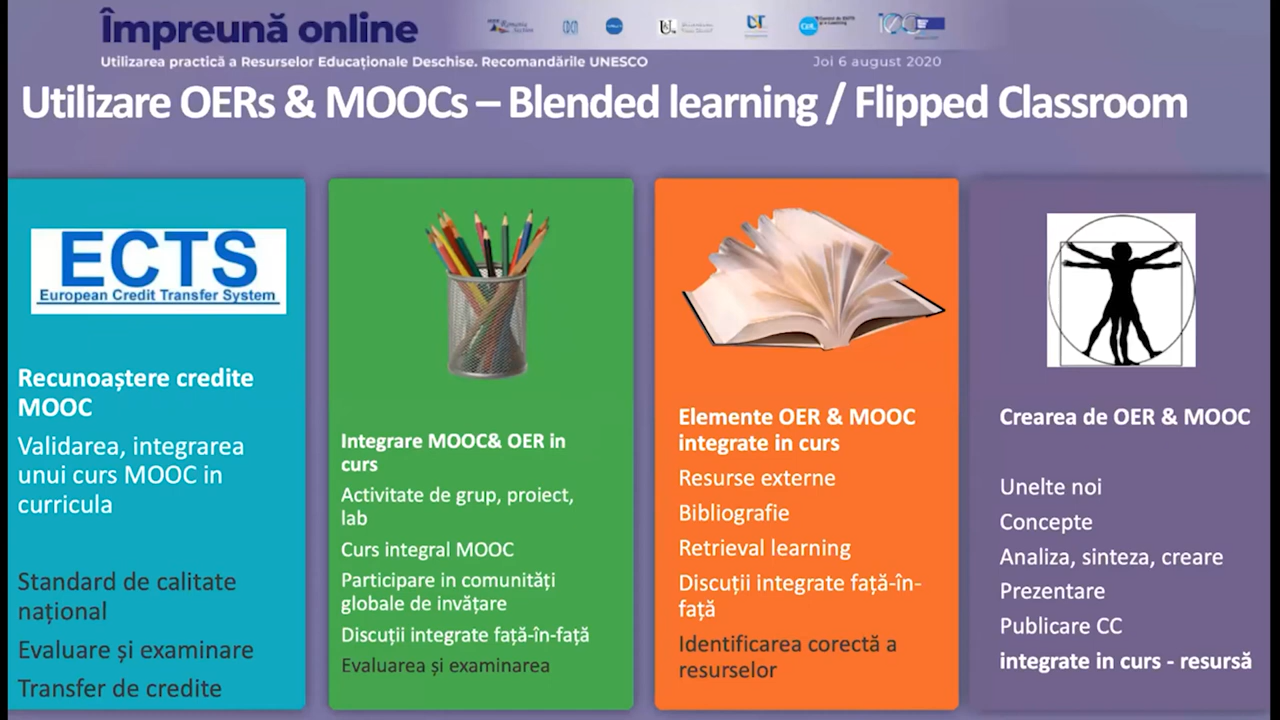 Împreună online
Utilizarea practică a Resurselor Educaționale Deschise. Recomandările UNESCO
Joi 6 august 2020
Utilizare OERs & MOOCs – Blended learning / Flipped Classroom
ECTS
European Credit Transfer System
Recunoaștere credite
MOOC
Validarea, integrarea
unui curs MOOC in
curricula
Standard de calitate
național
Evaluare și examinare
Transfer de credite
Integrare MOOC& OER in
curs
Activitate de grup, proiect,
lab
Curs integral MOOC
Participare in comunități
globale de invățare
Discuții integrate față-în-față
Evaluarea și examinarea
Elemente OER & MOOC
integrate in curs
Resurse externe
Bibliografie
Retrieval learning
Discuții integrate față-în-
față
Identificarea corectă a
resurselor
Crearea de OER & MOOC
Unelte noi
Concepte
Analiza, sinteza, creare
Prezentare
Publicare CC
integrate in curs - resursă